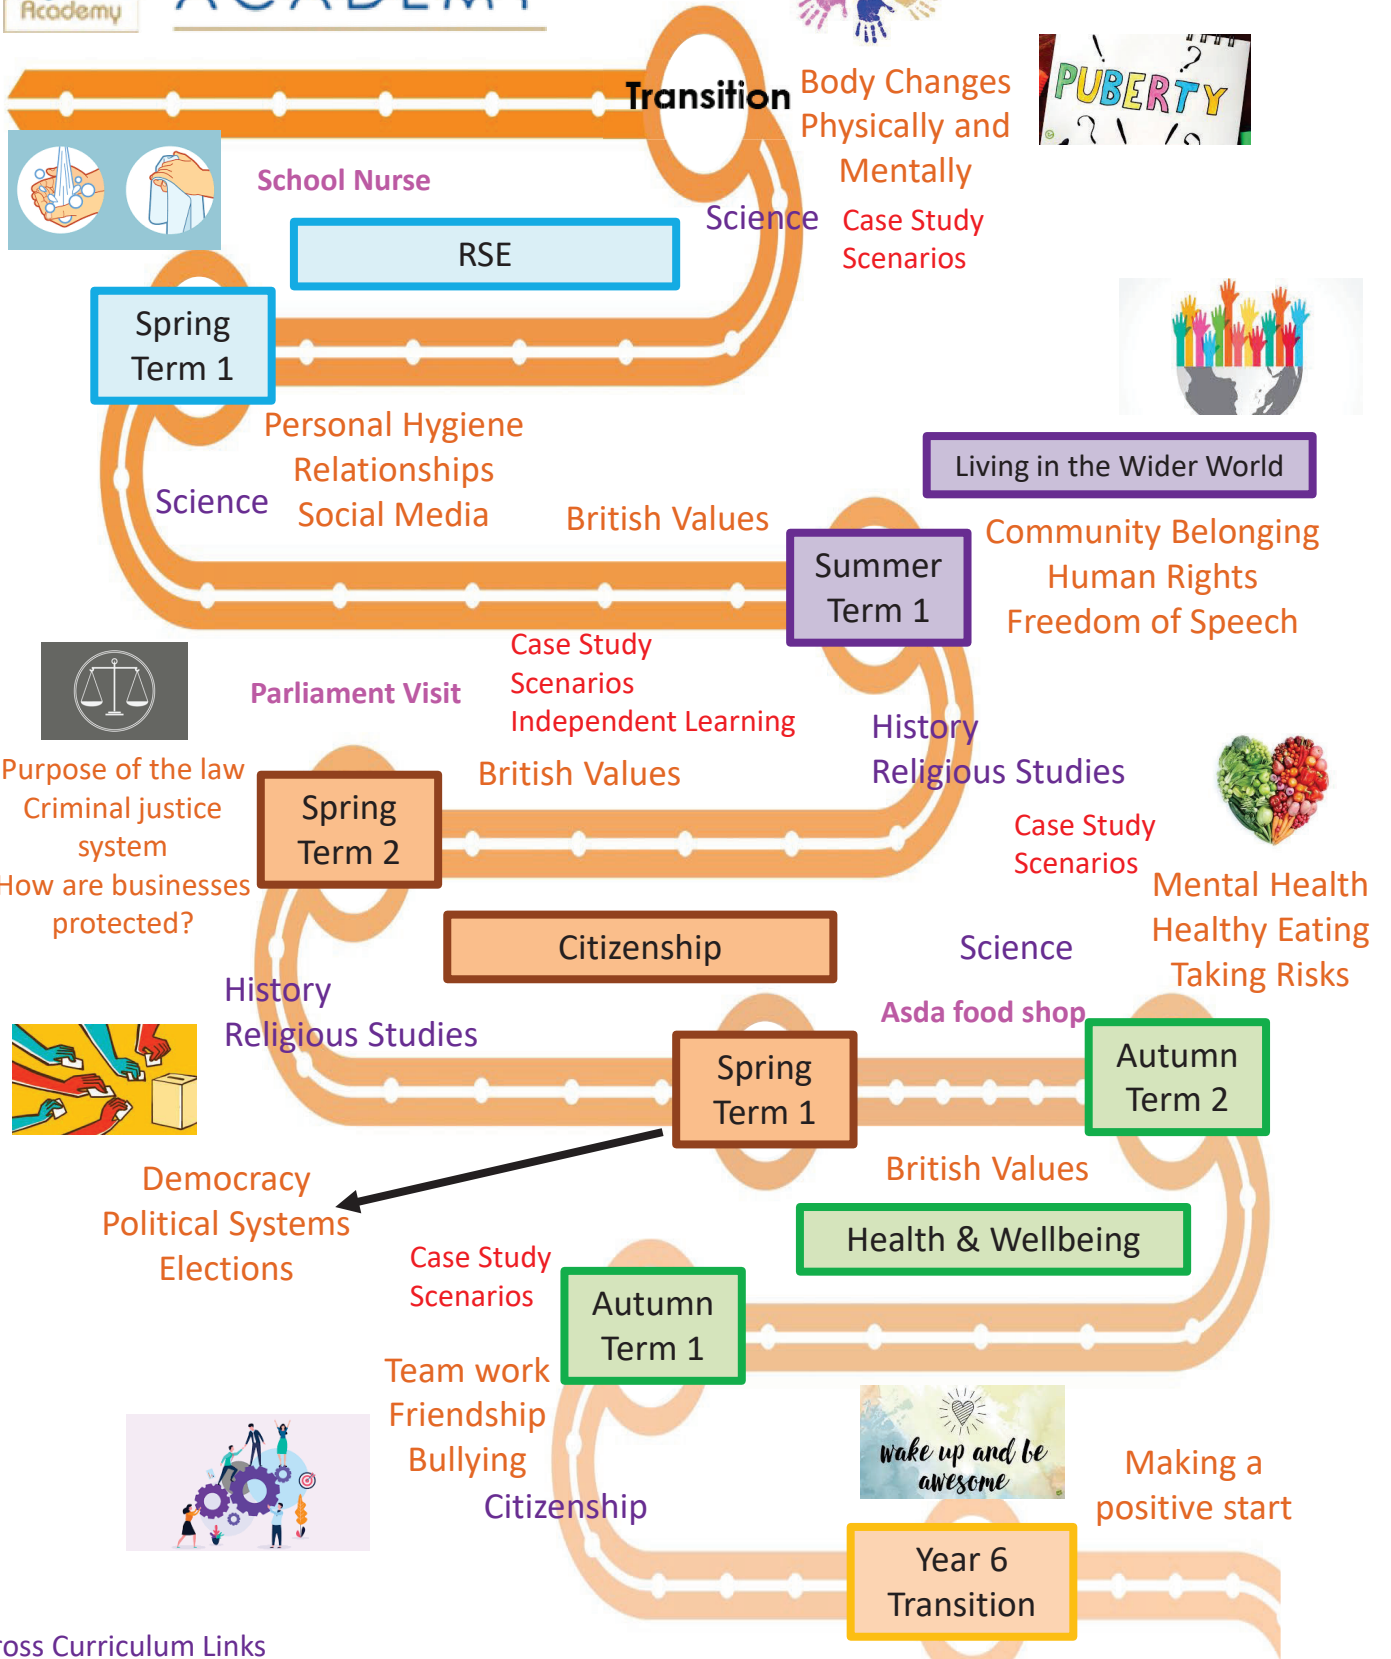 Academy
ACADEMY
Transition
Body Changes
Physically and
Mentally
PUBERTY
School Nurse
Science
Case Study
Scenarios
RSE
Spring
Term 1
Personal Hygiene
Relationships
Social Media
Science
British Values
Living in the Wider World
Summer
Term 1
Community Belonging
Human Rights
Freedom of Speech
Case Study
Scenarios
Independent Learning
Parliament Visit
History
Religious Studies
Purpose of the law
Criminal justice
system
How are businesses
protected?
Spring
Term 2
British Values
Case Study
Scenarios
Mental Health
Healthy Eating
Taking Risks
Citizenship
Science
History
Religious Studies
Asda food shop
Spring
Term 1
Autumn
Term 2
British Values
Democracy
Political Systems
Elections
Health & Wellbeing
Case Study
Scenarios
Autumn
Term 1
Team work
Friendship
Bullying
Citizenship
wake up and be
awesome
Making a
positive start
Year 6
Transition
ross Curriculum Links